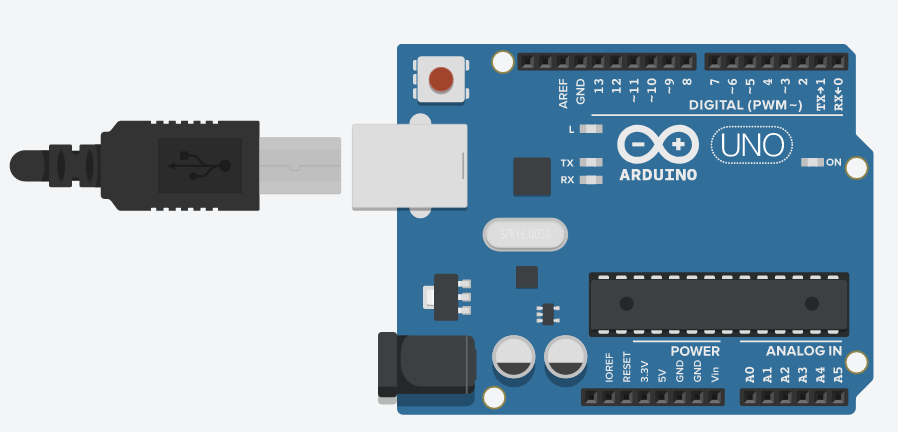 AREF
GND
13
12
~11
~10
~9
8
7
~6
~5
4
~3
2
TX→1
RX←0
DIGITAL (PWM~)
L
TX
RX
UNO
ON
ARDUINO
SPK16.000G
POWER
ANALOG IN
IOREF
RESET
3.3V
5V
GND
GND
Vin
A0
A1
A2
A3
A4
A5